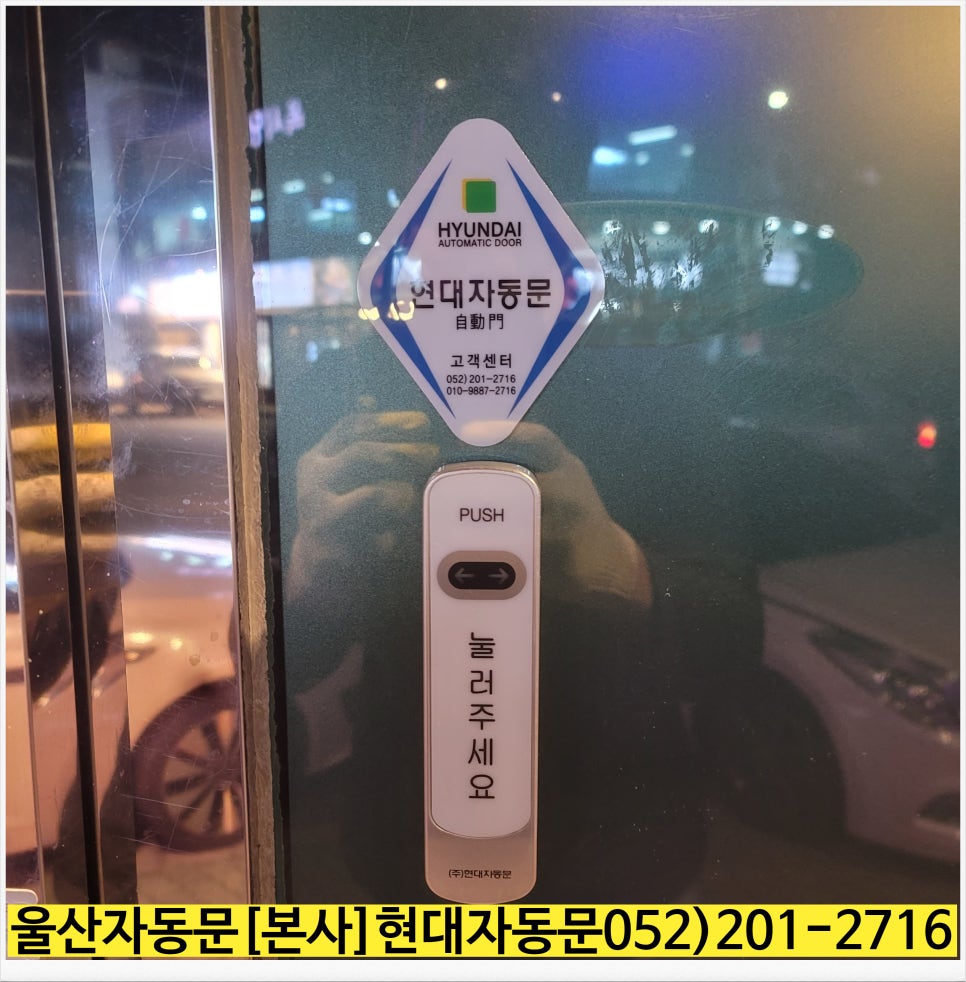 HYUNDAI
AUTOMATIC DOOR
현대자동문
自動門
고객센터
052) 201-2716
010-9887-2716
PUSH
눌러주세요
(주)현대자동문
울산자동문[본사]현대자동문052)201-2716